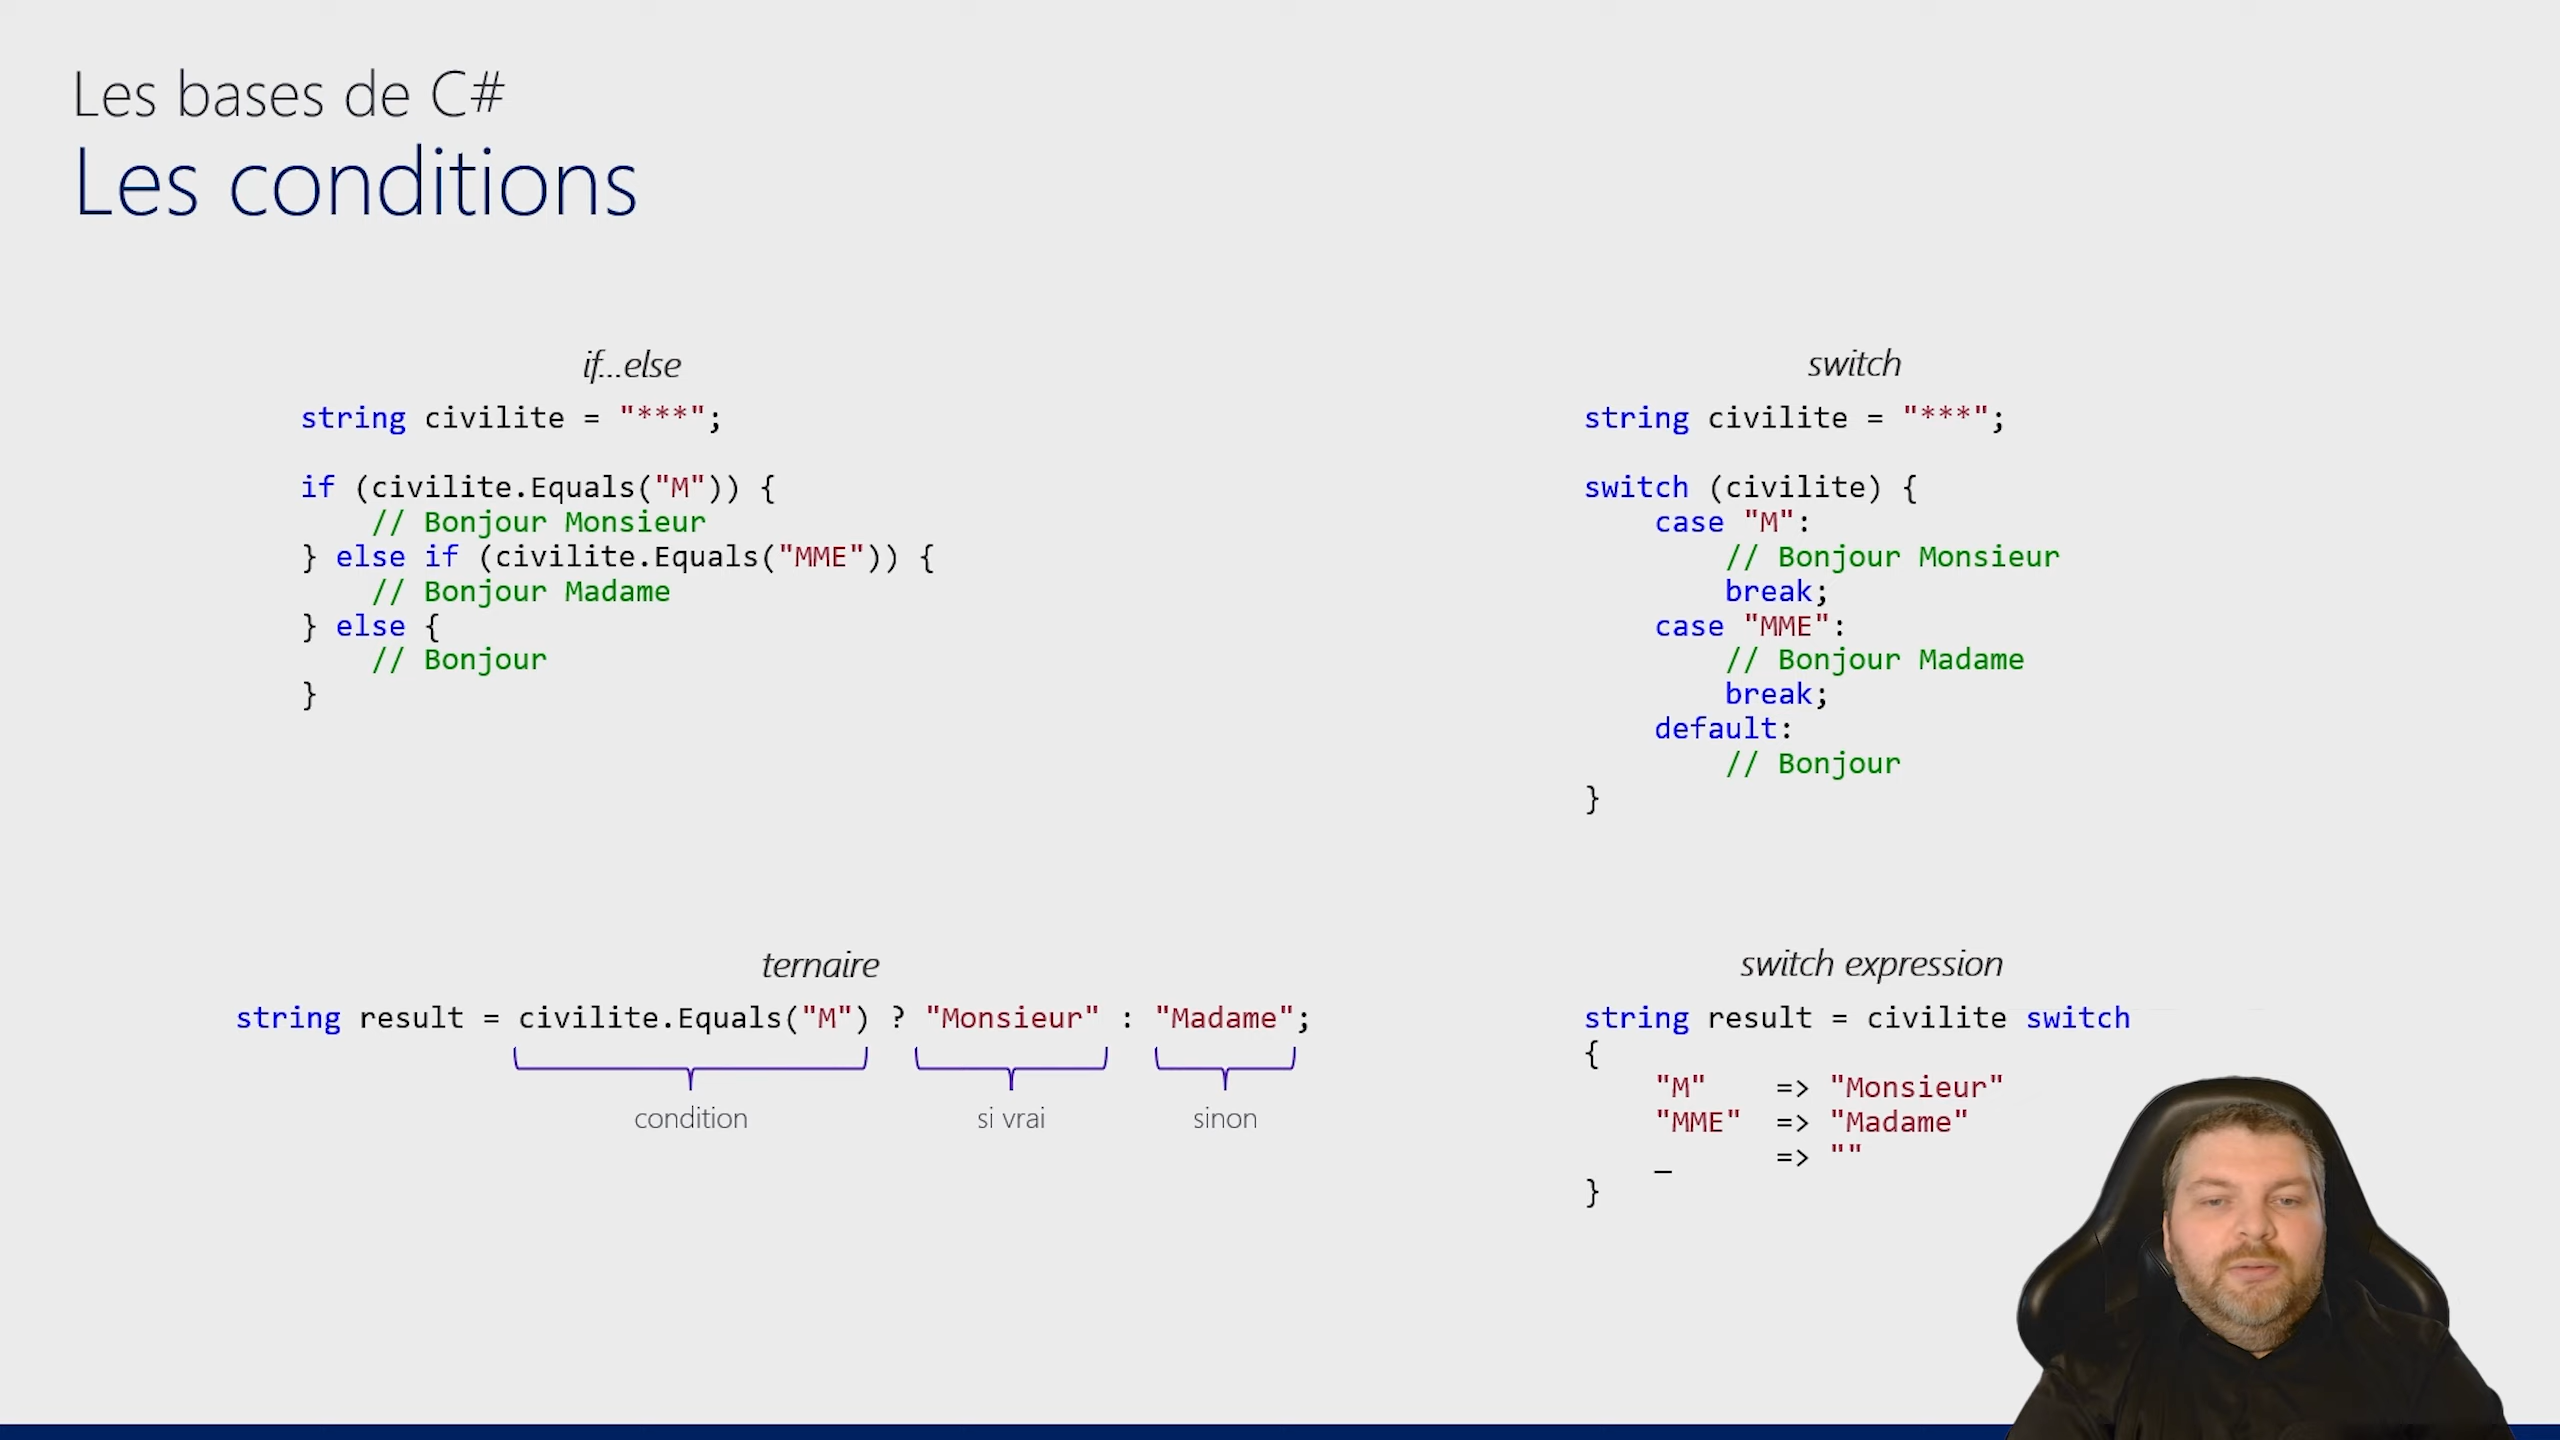 Les bases de C#
Les conditions
if...else
string civilite = "***";
if (civilite.Equals("M")) {
// Bonjour Monsieur
} else if (civilite.Equals("MME")) {
// Bonjour Madame
} else {
// Bonjour
}
switch
string civilite = "***";
switch (civilite) {
case "M":
// Bonjour Monsieur
break;
case "MME":
// Bonjour Madame
break;
default:
// Bonjour
}
ternaire
string result = civilite.Equals("M") ? "Monsieur" : "Madame";
condition si vrai sinon
switch expression
string result = civilite switch
{
"M" => "Monsieur"
"MME" => "Madame"
_ => ""
}